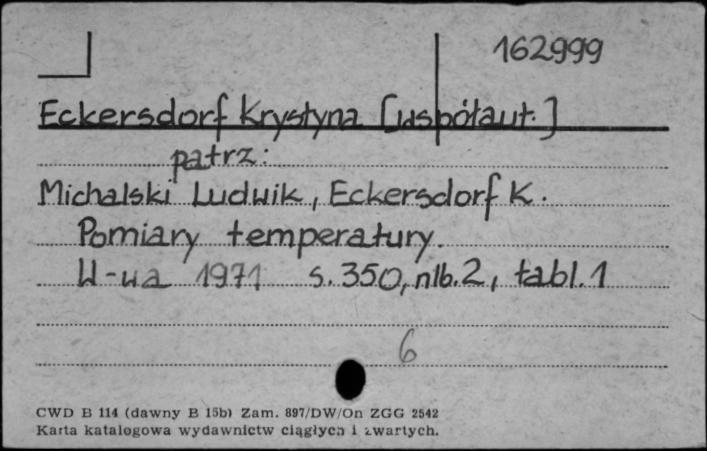 162999
Eckersdorf Krystyna [współaut.]
patrz:
Michalski Ludwik, Eckersdorf K.
Pomiary temperatury.
W-wa 1971 s. 350, nlb. 2, tabl. 1
6
CWD B 114 (dawny B 15b) Zam. 897/DW/On ZGG 2542
Karta katalogowa wydawnictw ciągłych i zwartych.